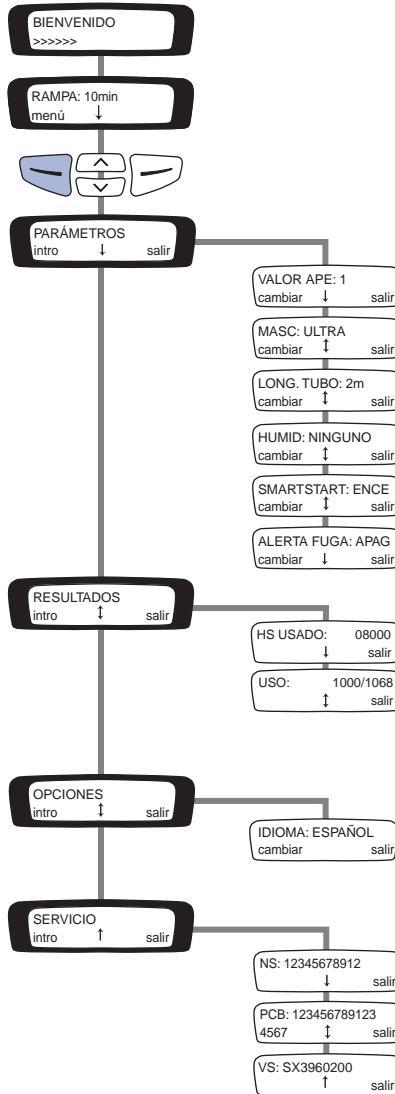 BIENVENIDO
>>>>>>
RAMPA: 10min
menú ↓
PARÁMETROS
intro ↓ salir
VALOR APE: 1
cambiar ↓ salir
MASC: ULTRA
cambiar ↕ salir
LONG. TUBO: 2m
cambiar ↕ salir
HUMID: NINGUNO
cambiar ↕ salir
SMARTSTART: ENCE
cambiar ↕ salir
ALERTA FUGA: APAG
cambiar ↓ salir
RESULTADOS
intro ↕ salir
HS USADO: 08000
↓ salir
USO: 1000/1068
↕ salir
OPCIONES
intro ↕ salir
IDIOMA: ESPAÑOL
cambiar salir
SERVICIO
intro ↑ salir
NS: 12345678912
↓ salir
PCB: 123456789123
4567 ↕ salir
VS: SX3960200
↑ salir